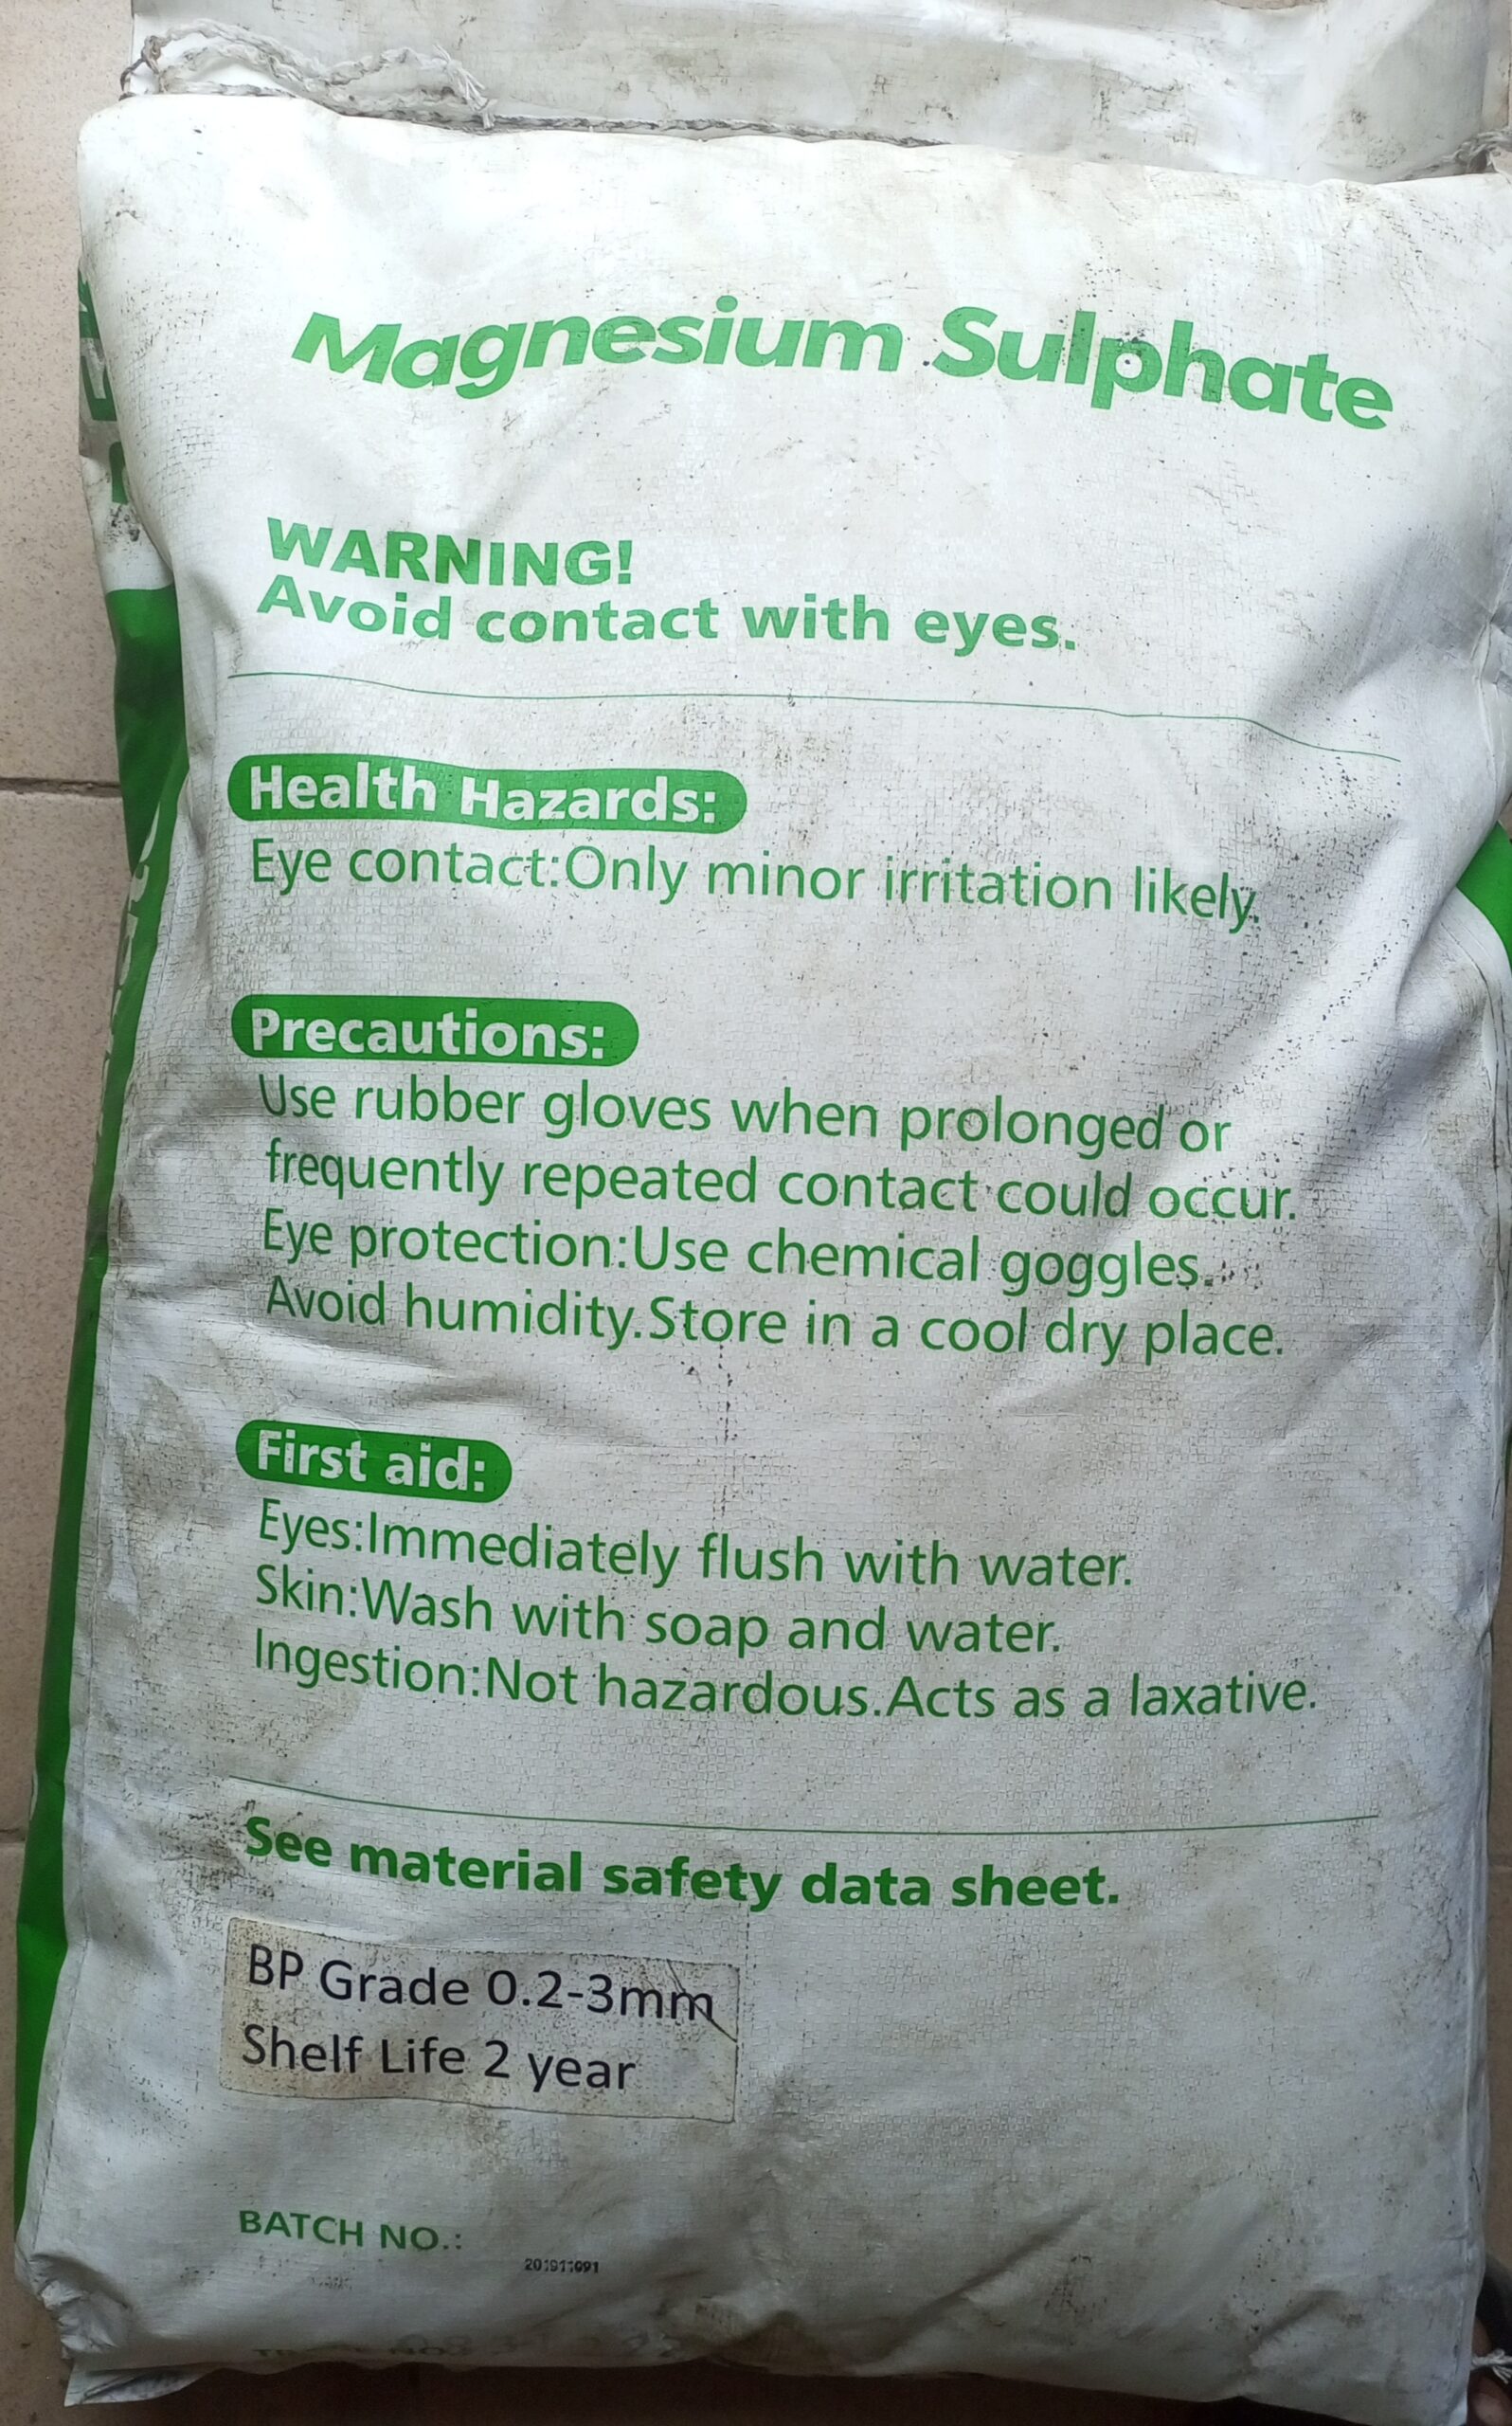 Magnesium Sulphate
WARNING!
Avoid contact with eyes.
Health Hazards:
Eye contact:Only minor irritation likely.
Precautions:
Use rubber gloves when prolonged or
frequently repeated contact could occur.
Eye protection:Use chemical goggles.
Avoid humidity.Store in a cool dry place.
First aid:
Eyes:Immediately flush with water.
Skin:Wash with soap and water.
Ingestion:Not hazardous.Acts as a laxative.
See material safety data sheet.
BP Grade 0.2-3mm
Shelf Life 2 year
BATCH NO.: